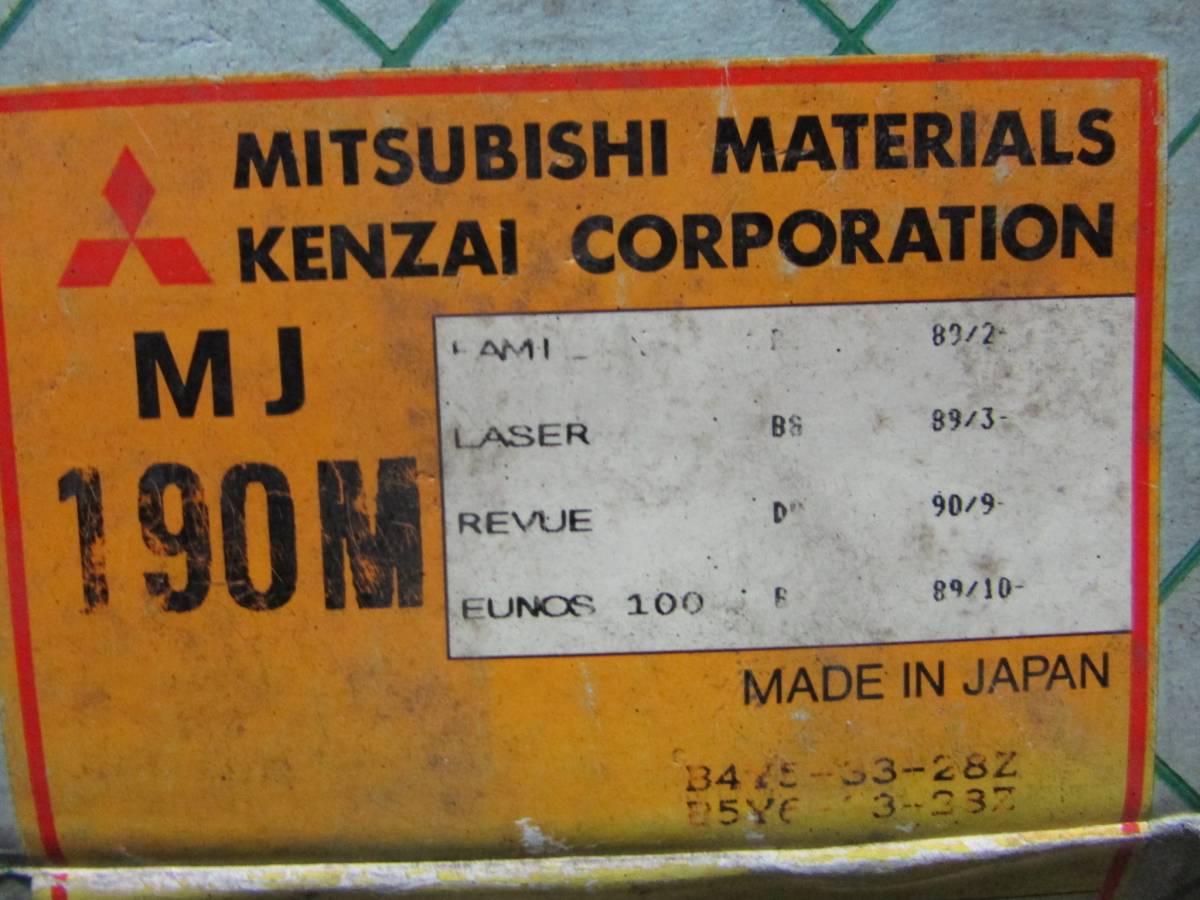 MITSUBISHI MATERIALS
KENZAI CORPORATION
MJ
190M
89/2-
LASER 89/3-
REVUE 90/9-
EUNOS 100 89/10-
MADE IN JAPAN